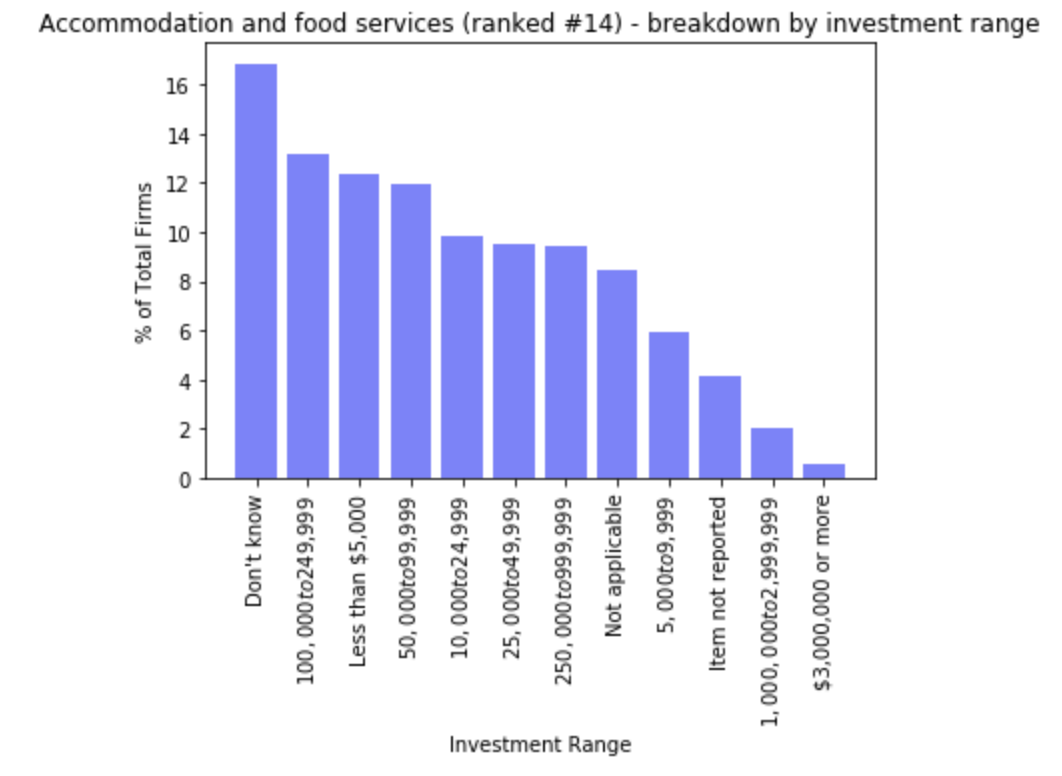 Accommodation and food services (ranked #14) - breakdown by investment range
% of Total Firms
16
14
12
10
8
6
4
2
0
Don't know
100,000to249,999
Less than $5,000
50,000to99,999
10,000to24,999
25,000to49,999
250,000to999,999
Not applicable
5,000to9,999
Item not reported
1,000,000to2,999,999
$3,000,000 or more
Investment Range